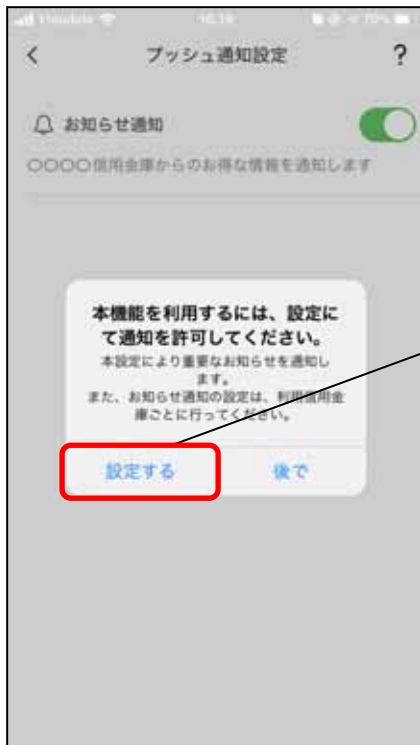 プッシュ通知設定
?
お知らせ通知
〇〇〇〇信用金庫からのお得な情報を通知します
本機能を利用するには、設定に
て通知を許可してください。
本設定により重要なお知らせを通知し
ます。
また、お知らせ通知の設定は、利用信用金
庫ごとに行ってください。
設定する
後で